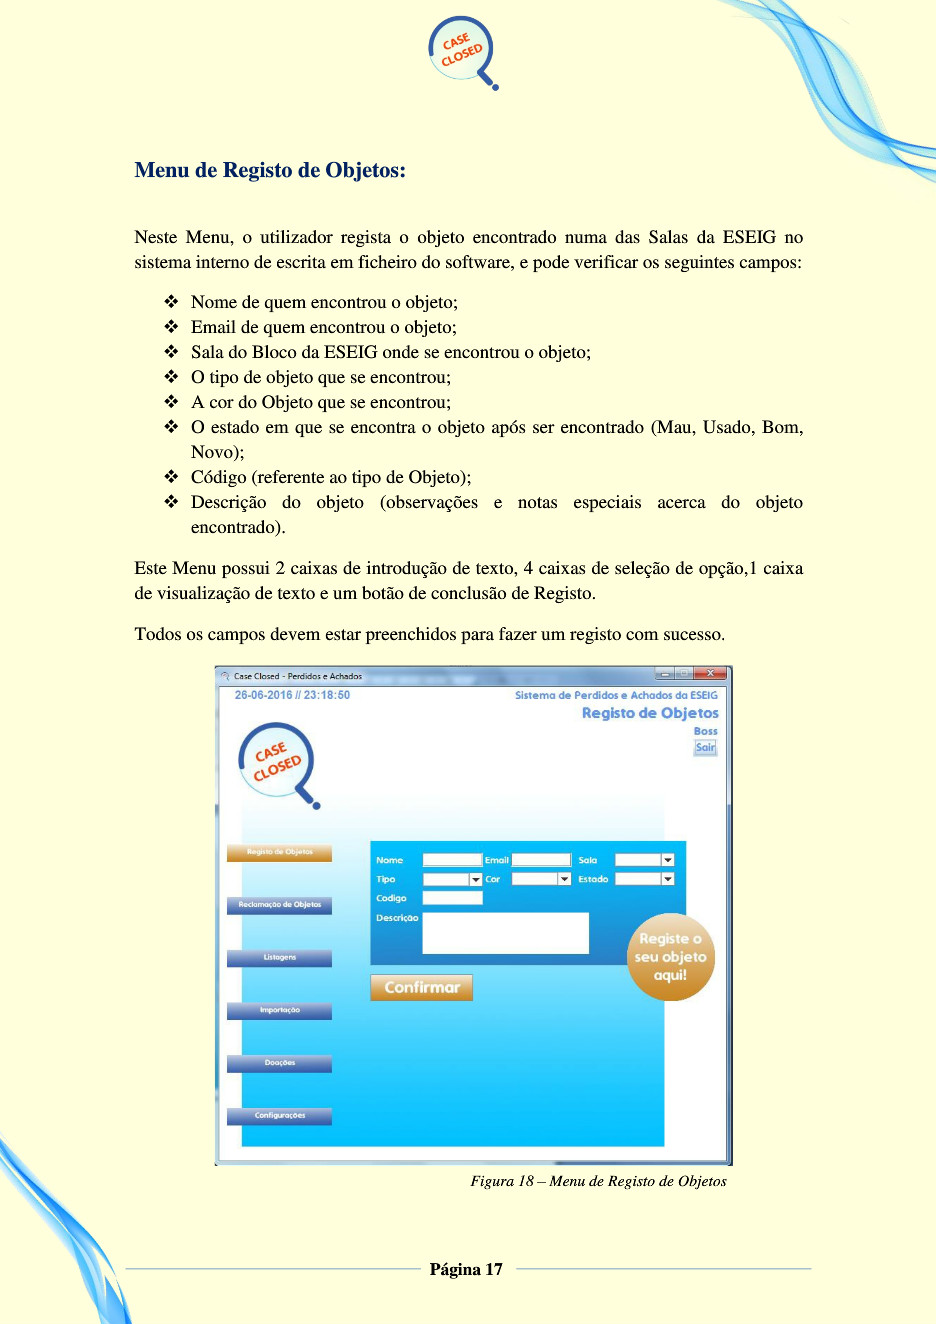 CASE
CLOSED
Menu de Registo de Objetos:
Neste Menu, o utilizador regista o objeto encontrado numa das Salas da ESEIG no
sistema interno de escrita em ficheiro do software, e pode verificar os seguintes campos:
❖ Nome de quem encontrou o objeto;
❖ Email de quem encontrou o objeto;
❖ Sala do Bloco da ESEIG onde se encontrou o objeto;
❖ O tipo de objeto que se encontrou;
❖ A cor do Objeto que se encontrou;
❖ O estado em que se encontra o objeto após ser encontrado (Mau, Usado, Bom,
Novo);
❖ Código (referente ao tipo de Objeto);
❖ Descrição do objeto (observações e notas especiais acerca do objeto
encontrado).
Este Menu possui 2 caixas de introdução de texto, 4 caixas de seleção de opção,1 caixa
de visualização de texto e um botão de conclusão de Registo.
Todos os campos devem estar preenchidos para fazer um registo com sucesso.
Case Closed - Perdidos e Achados
26-06-2016 // 23:18:50
Sistema de Perdidos e Achados da ESEIG
Registo de Objetos
Boss
Sair
CASE
CLOSED
Registo de Objetos
Reclamação de Objetos
Listagens
Importação
Doações
Configurações
Nome Email Sala
Tipo Cor Estado
Codigo
Descrição
Registe o
seu objeto
aqui!
Confirmar
Figura 18 – Menu de Registo de Objetos
Página 17